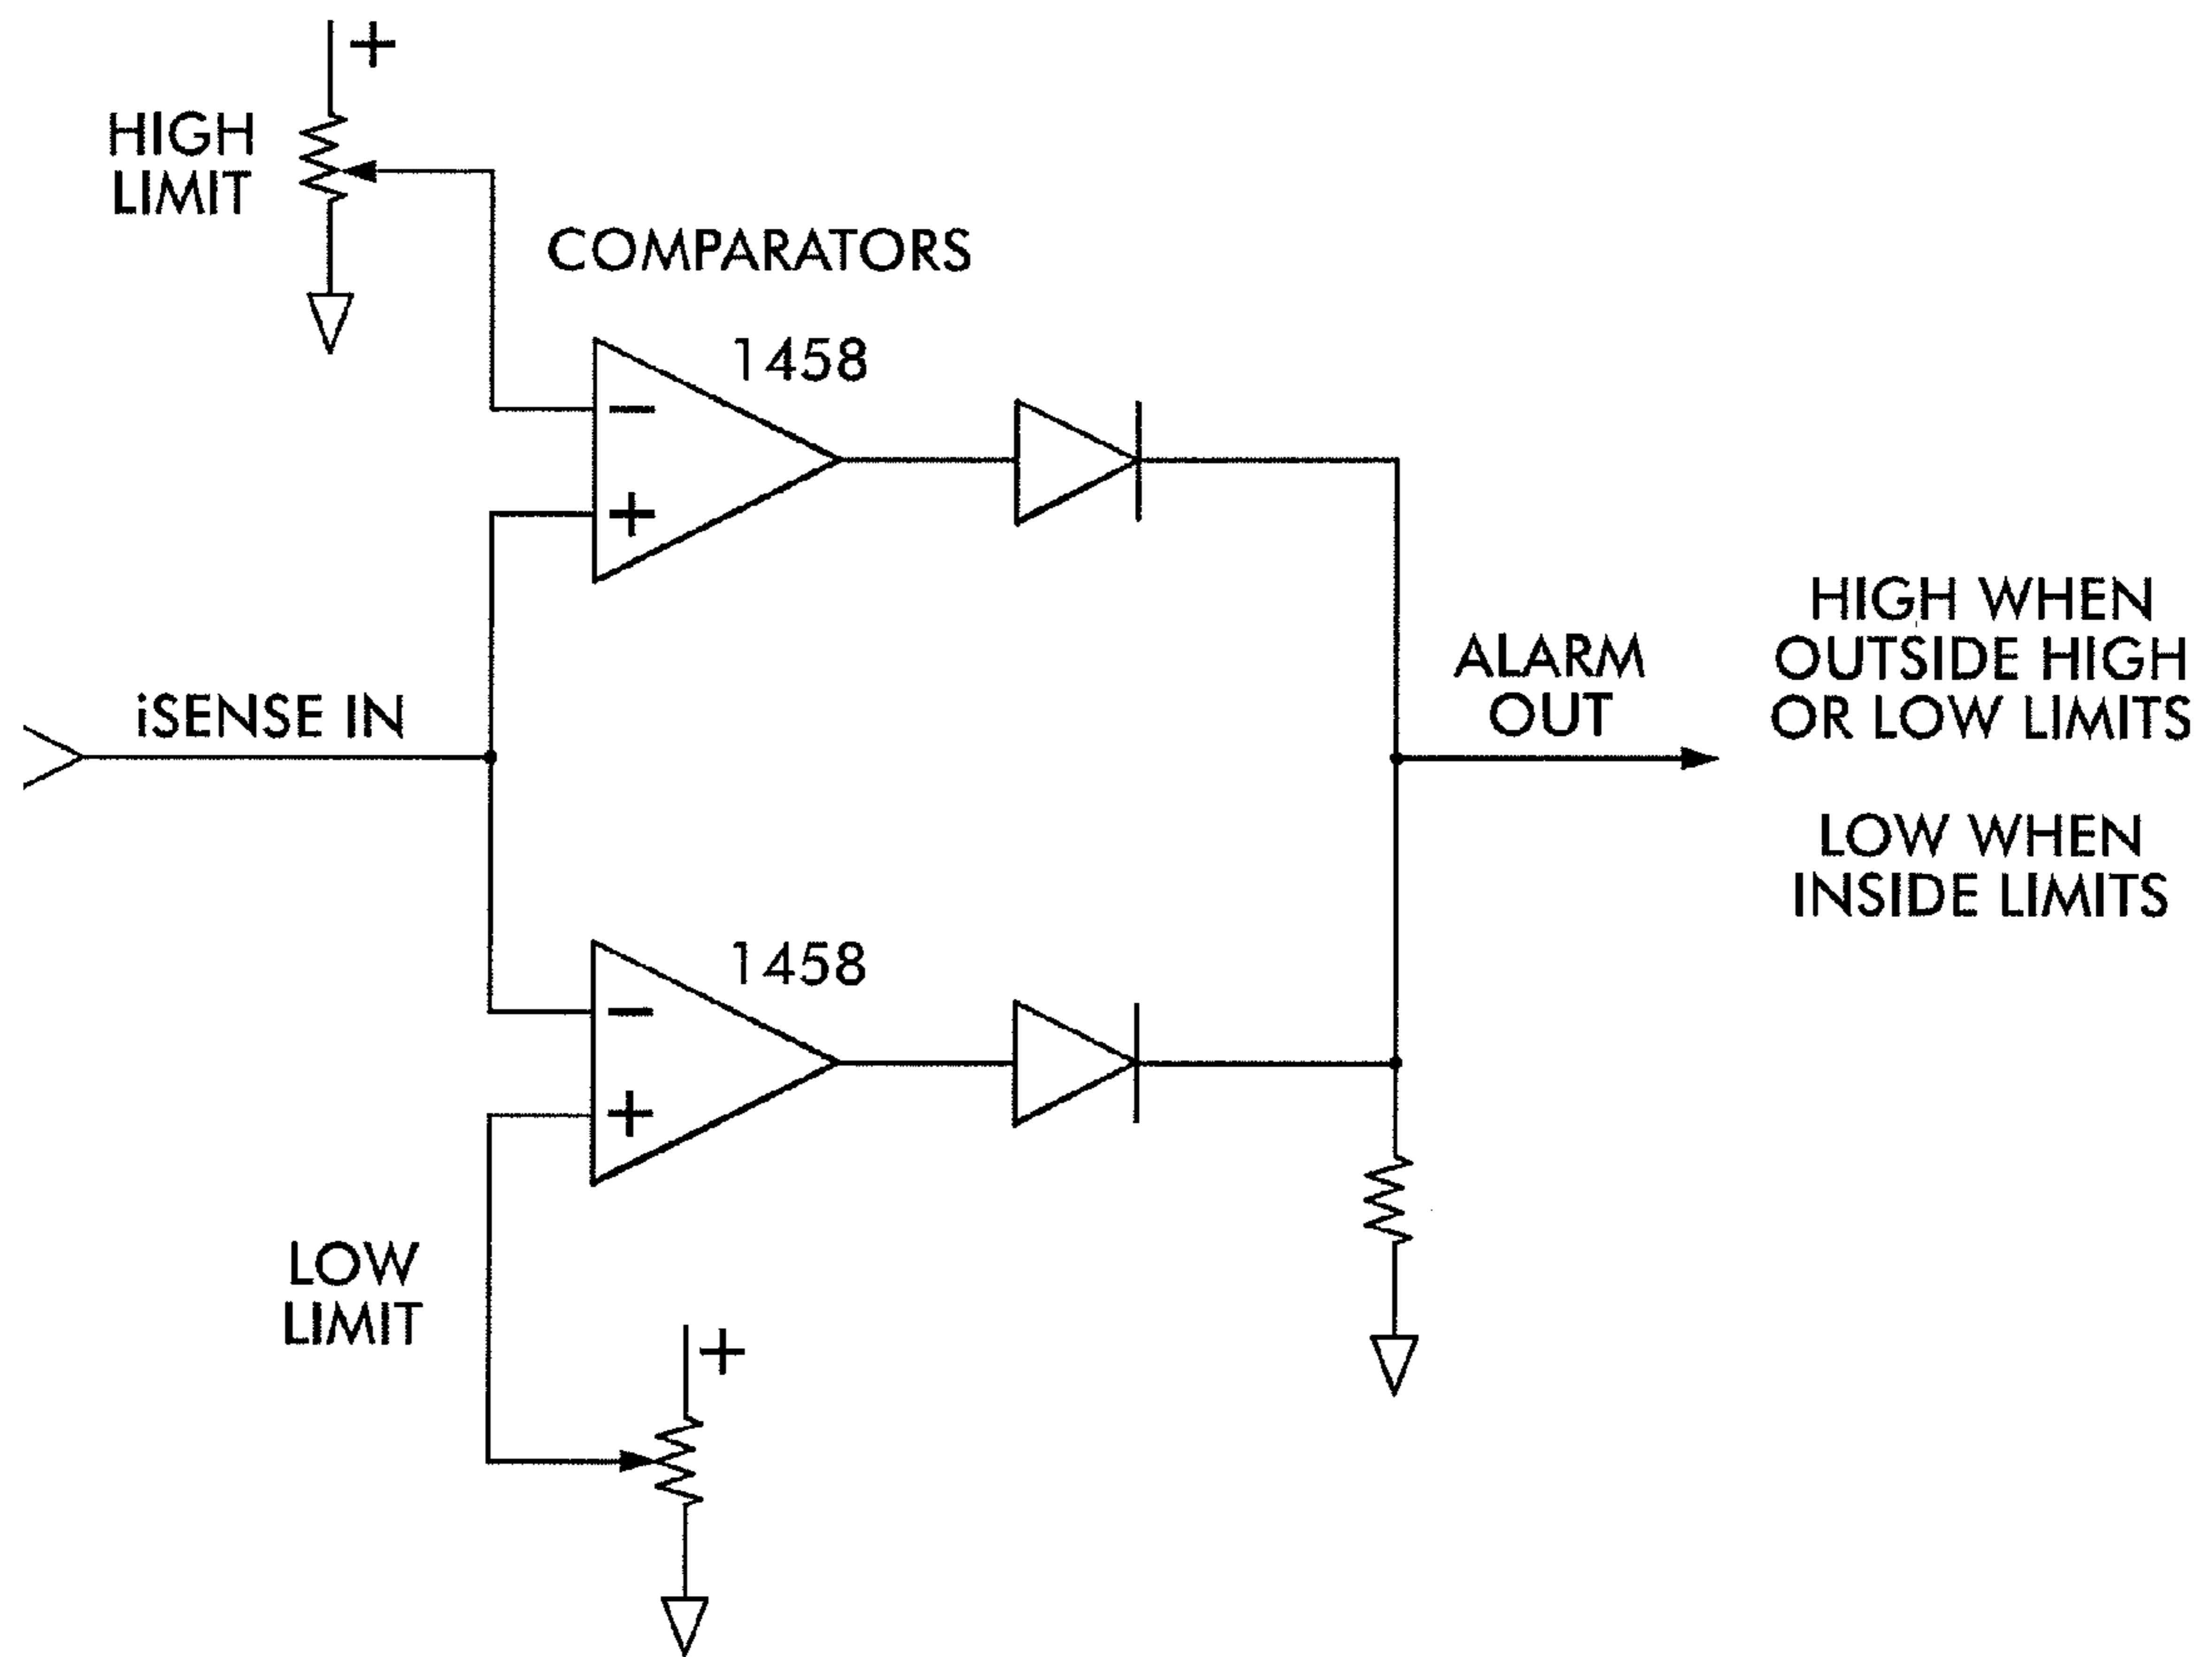 +
HIGH
LIMIT
COMPARATORS
1458
−
+
iSENSE IN
ALARM
OUT
HIGH WHEN
OUTSIDE HIGH
OR LOW LIMITS
LOW WHEN
INSIDE LIMITS
1458
−
+
LOW
LIMIT
+